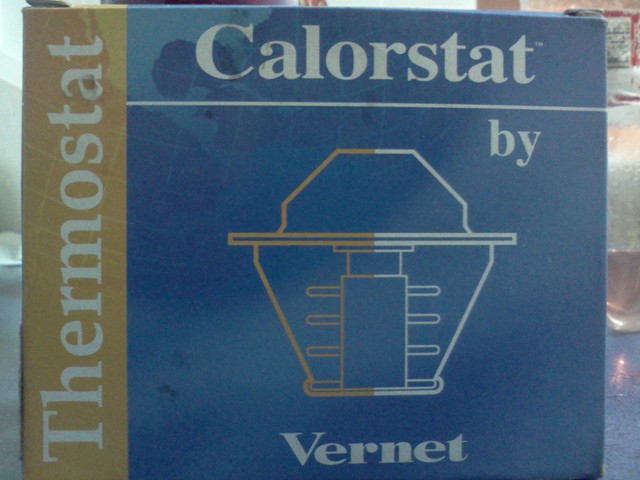 Thermostat
Calorstat™
by
Vernet